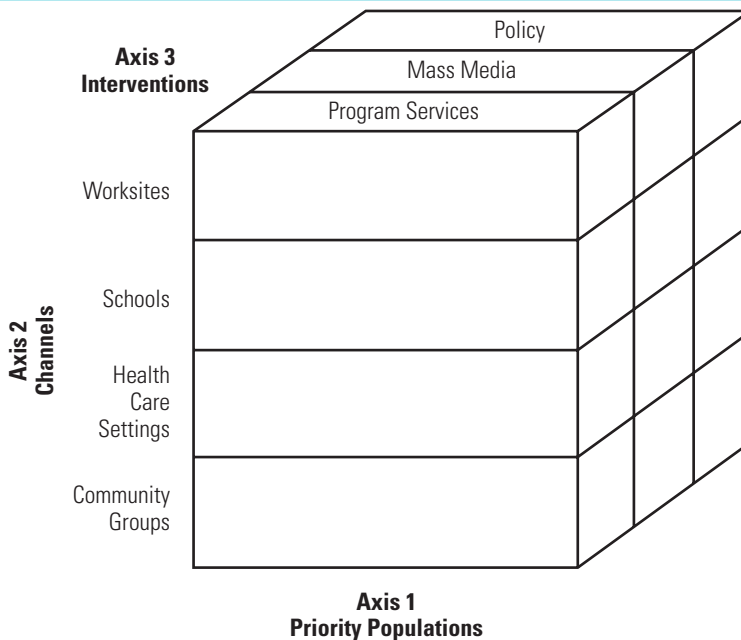 Policy
Axis 3
Interventions
Mass Media
Program Services
Worksites
Schools
Axis 2
Channels
Health
Care
Settings
Community
Groups
Axis 1
Priority Populations